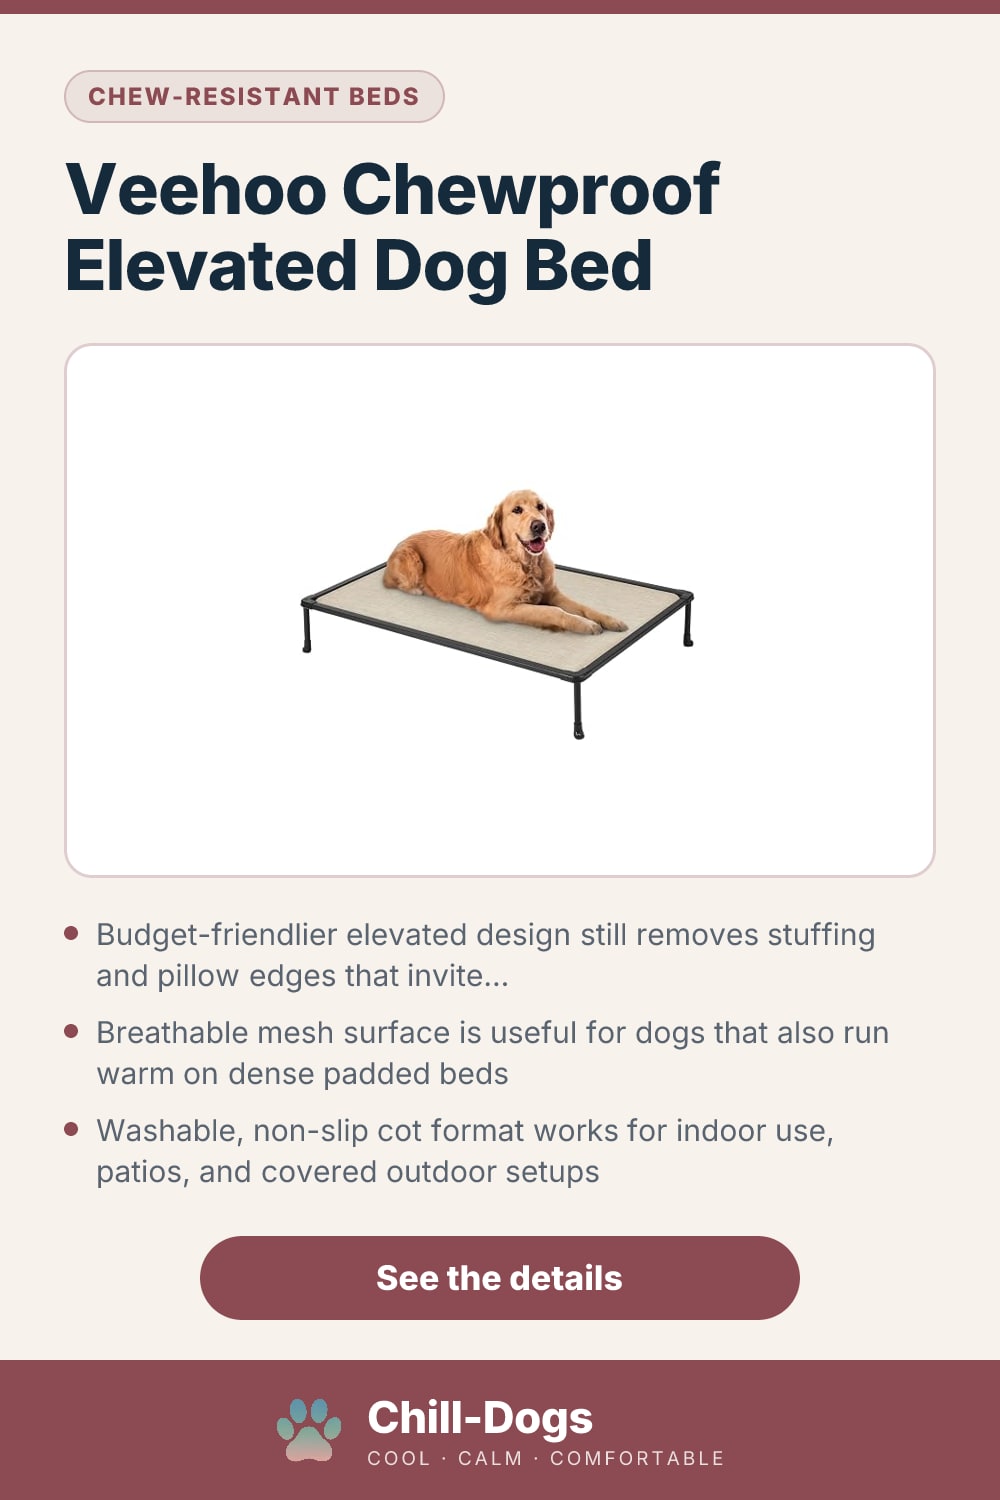 CHEW-RESISTANT BEDS
Veehoo Chewproof
Elevated Dog Bed
Budget-friendlier elevated design still removes stuffing
and pillow edges that invite...
Breathable mesh surface is useful for dogs that also run
warm on dense padded beds
Washable, non-slip cot format works for indoor use,
patios, and covered outdoor setups
See the details
Chill-Dogs
COOL · CALM · COMFORTABLE